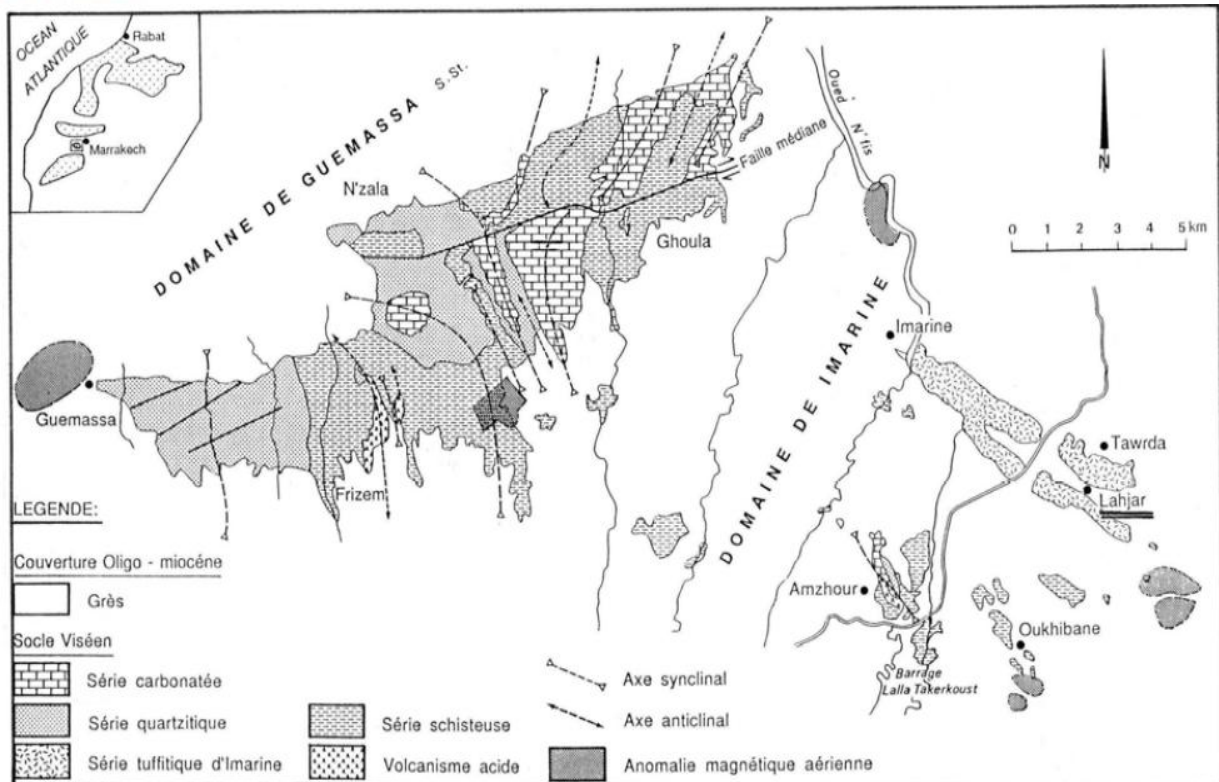 OCEAN
ATLANTIQUE
Rabat
Marrakech
DOMAINE DE GUEMASSA S.St.
N'zala
Faille médiane
Ghoula
Oued N'fis
N
0 1 2 3 4 5 km
DOMAINE DE IMARINE
Imarine
Guemassa
Frizem
Tawrda
Lahjar
Amzhour
Oukhibane
Barrage
Lalla Takerkoust
LEGENDE:
Couverture Oligo - miocéne
Grès
Socle Viséen
Série carbonatée
Série quartzitique
Série tuffitique d'Imarine
Série schisteuse
Volcanisme acide
Axe synclinal
Axe anticlinal
Anomalie magnétique aérienne